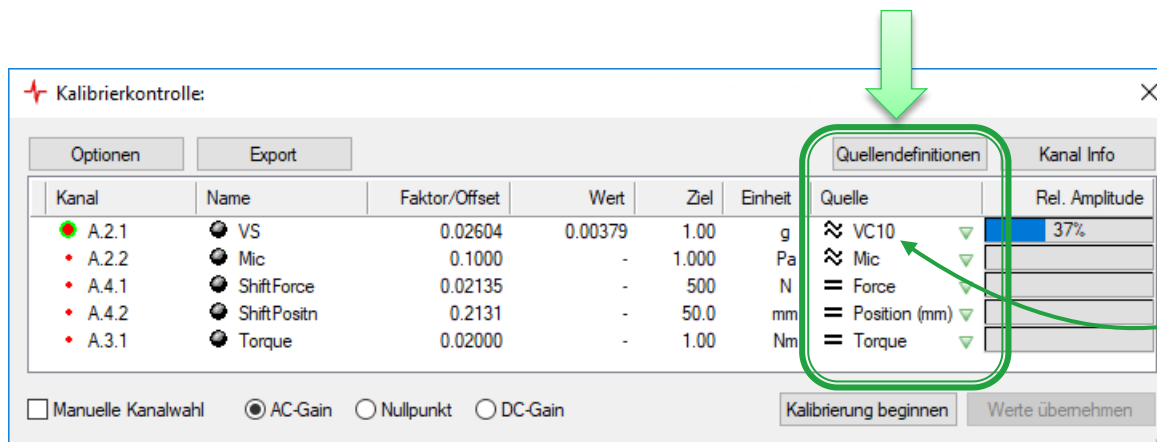 Kalibrierkontrolle:
Optionen Export Quellendefinitionen Kanal Info
Kanal Name Faktor/Offset Wert Ziel Einheit Quelle Rel. Amplitude
A.2.1 VS 0.02604 0.00379 1.00 g VC10 37%
A.2.2 Mic 0.1000 - 1.000 Pa Mic
A.4.1 ShiftForce 0.02135 - 500 N Force
A.4.2 ShiftPositn 0.2131 - 50.0 mm Position (mm)
A.3.1 Torque 0.02000 - 1.00 Nm Torque
Manuelle Kanalwahl AC-Gain Nullpunkt DC-Gain Kalibrierung beginnen Werte übernehmen